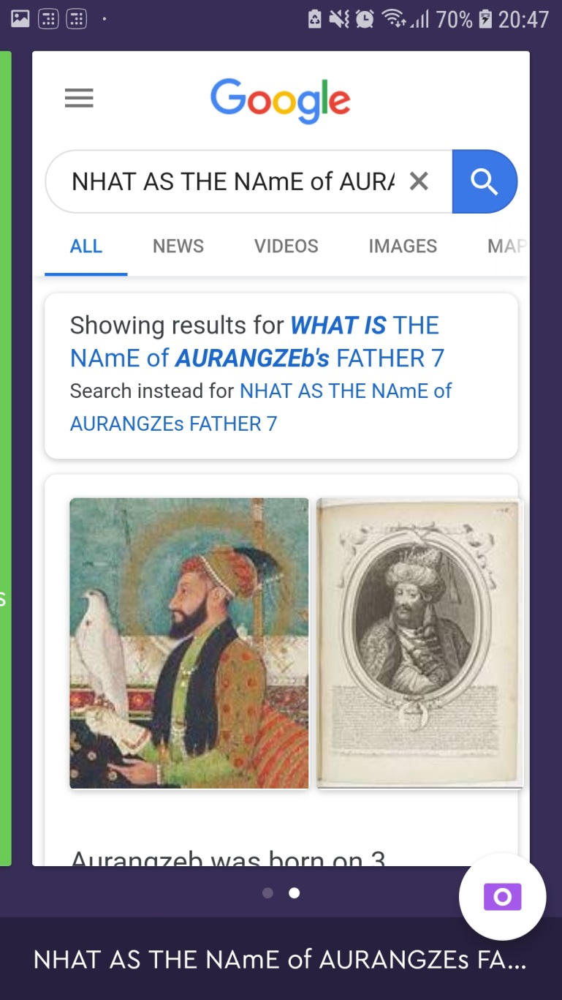 70% 20:47
Google
NHAT AS THE NAmE of AURA
ALL NEWS VIDEOS IMAGES MAP
Showing results for WHAT IS THE
NAmE of AURANGZEb's FATHER 7
Search instead for NHAT AS THE NAmE of
AURANGZEs FATHER 7
s
Aurangzeb was born on 3
NHAT AS THE NAmE of AURANGZEs FA...